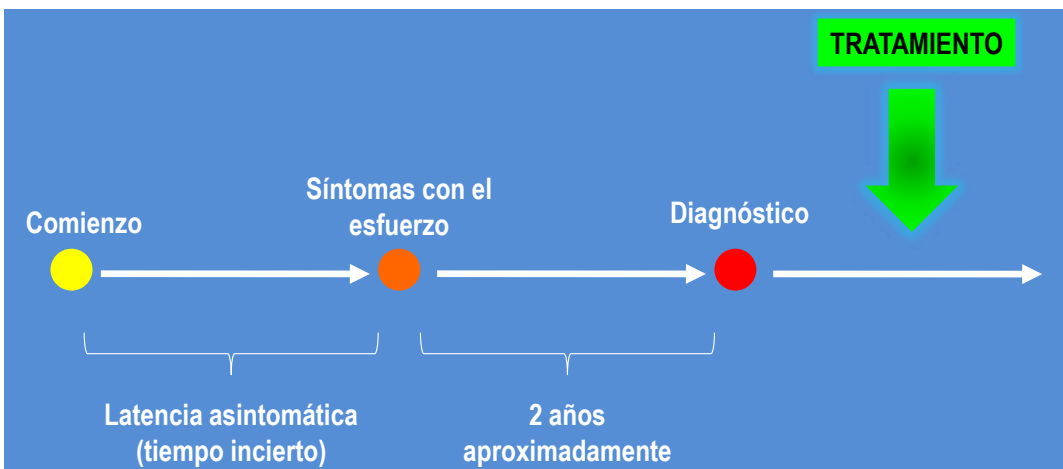 TRATAMIENTO
Síntomas con el
esfuerzo
Comienzo
Diagnóstico
Latencia asintomática
(tiempo incierto)
2 años
aproximadamente